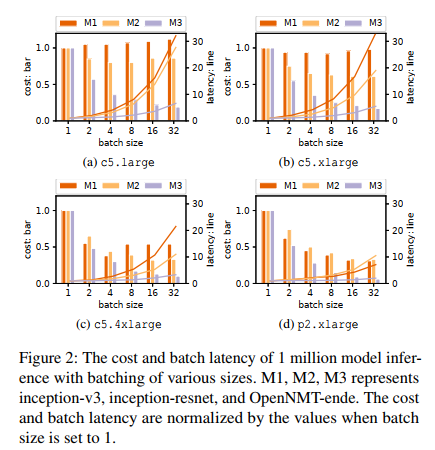 M1 M2 M3
M1 M2 M3
cost: bar
1.0
0.5
0.0
30
20
10
0
latency: line
cost: bar
1.0
0.5
0.0
30
20
10
0
latency: line
1 2 4 8 16 32
1 2 4 8 16 32
batch size
batch size
(a) c5.large
(b) c5.xlarge
M1 M2 M3
M1 M2 M3
cost: bar
1.0
0.5
0.0
30
20
10
0
latency: line
cost: bar
1.0
0.5
0.0
30
20
10
0
latency: line
1 2 4 8 16 32
1 2 4 8 16 32
batch size
batch size
(c) c5.4xlarge
(d) p2.xlarge
Figure 2: The cost and batch latency of 1 million model infer-
ence with batching of various sizes. M1, M2, M3 represents
inception-v3, inception-resnet, and OpenNMT-ende. The cost
and batch latency are normalized by the values when batch
size is set to 1.